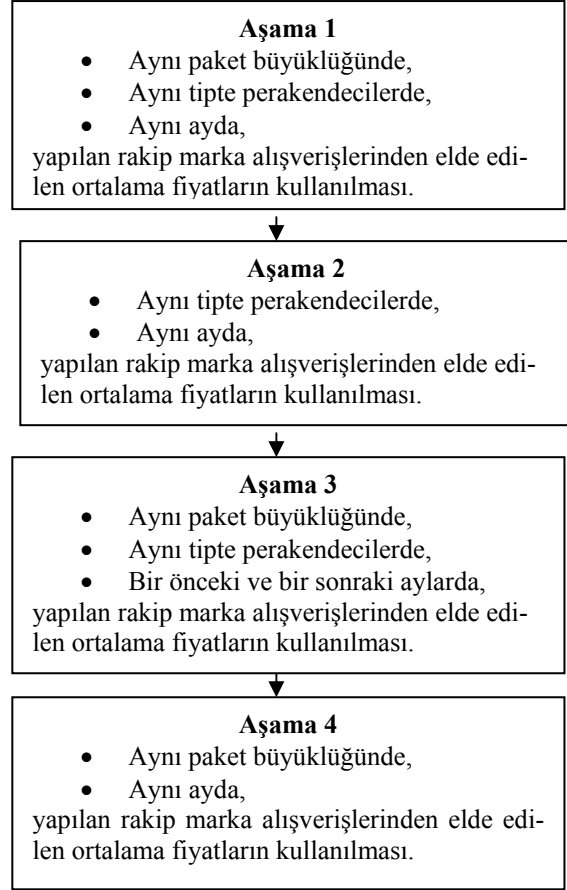 Aşama 1
• Aynı paket büyüklüğünde,
• Aynı tipte perakendecilerde,
• Aynı ayda,
yapılan rakip marka alışverişlerinden elde edi-
len ortalama fiyatların kullanılması.
Aşama 2
• Aynı tipte perakendecilerde,
• Aynı ayda,
yapılan rakip marka alışverişlerinden elde edi-
len ortalama fiyatların kullanılması.
Aşama 3
• Aynı paket büyüklüğünde,
• Aynı tipte perakendecilerde,
• Bir önceki ve bir sonraki aylarda,
yapılan rakip marka alışverişlerinden elde edi-
len ortalama fiyatların kullanılması.
Aşama 4
• Aynı paket büyüklüğünde,
• Aynı ayda,
yapılan rakip marka alışverişlerinden elde edi-
len ortalama fiyatların kullanılması.